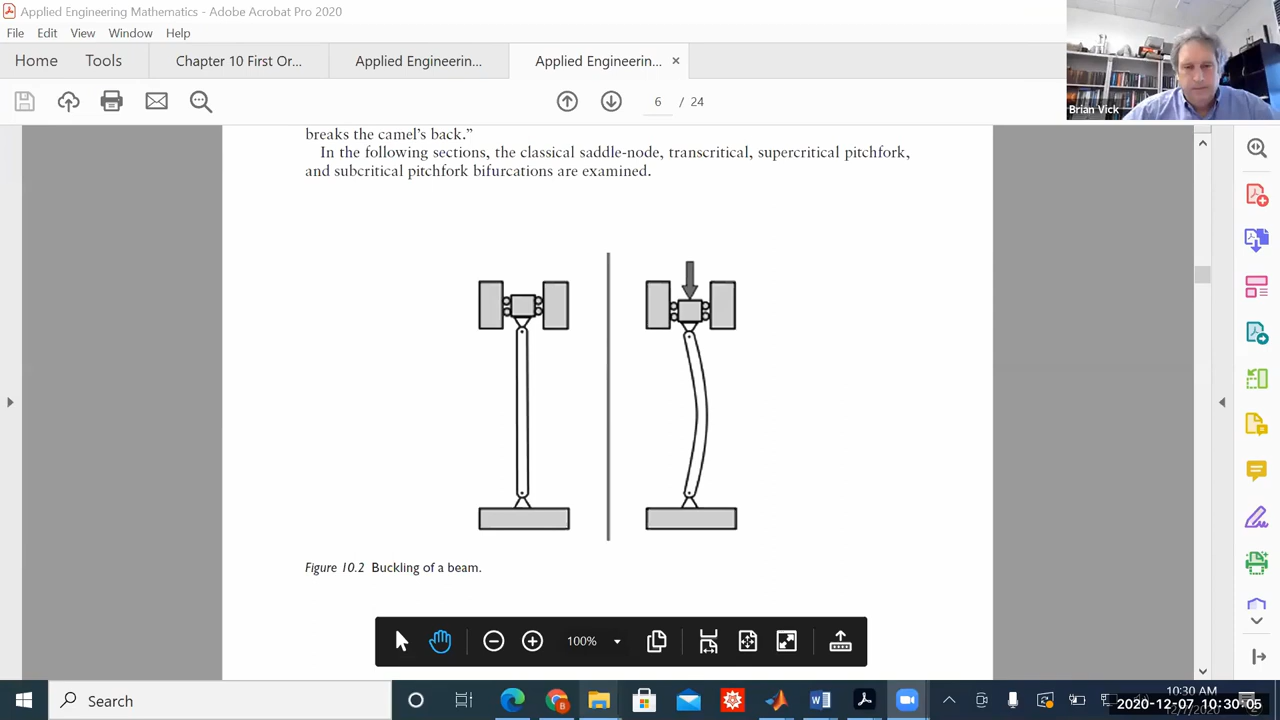 Applied Engineering Mathematics - Adobe Acrobat Pro 2020
File Edit View Window Help
Home Tools Chapter 10 First Or... Applied Engineerin... Applied Engineerin... ×
6 / 24
Brian Vick
breaks the camel's back.”
In the following sections, the classical saddle-node, transcritical, supercritical pitchfork,
and subcritical pitchfork bifurcations are examined.
Figure 10.2 Buckling of a beam.
100%
Search
10:30 AM
2020-12-07 10:30:05